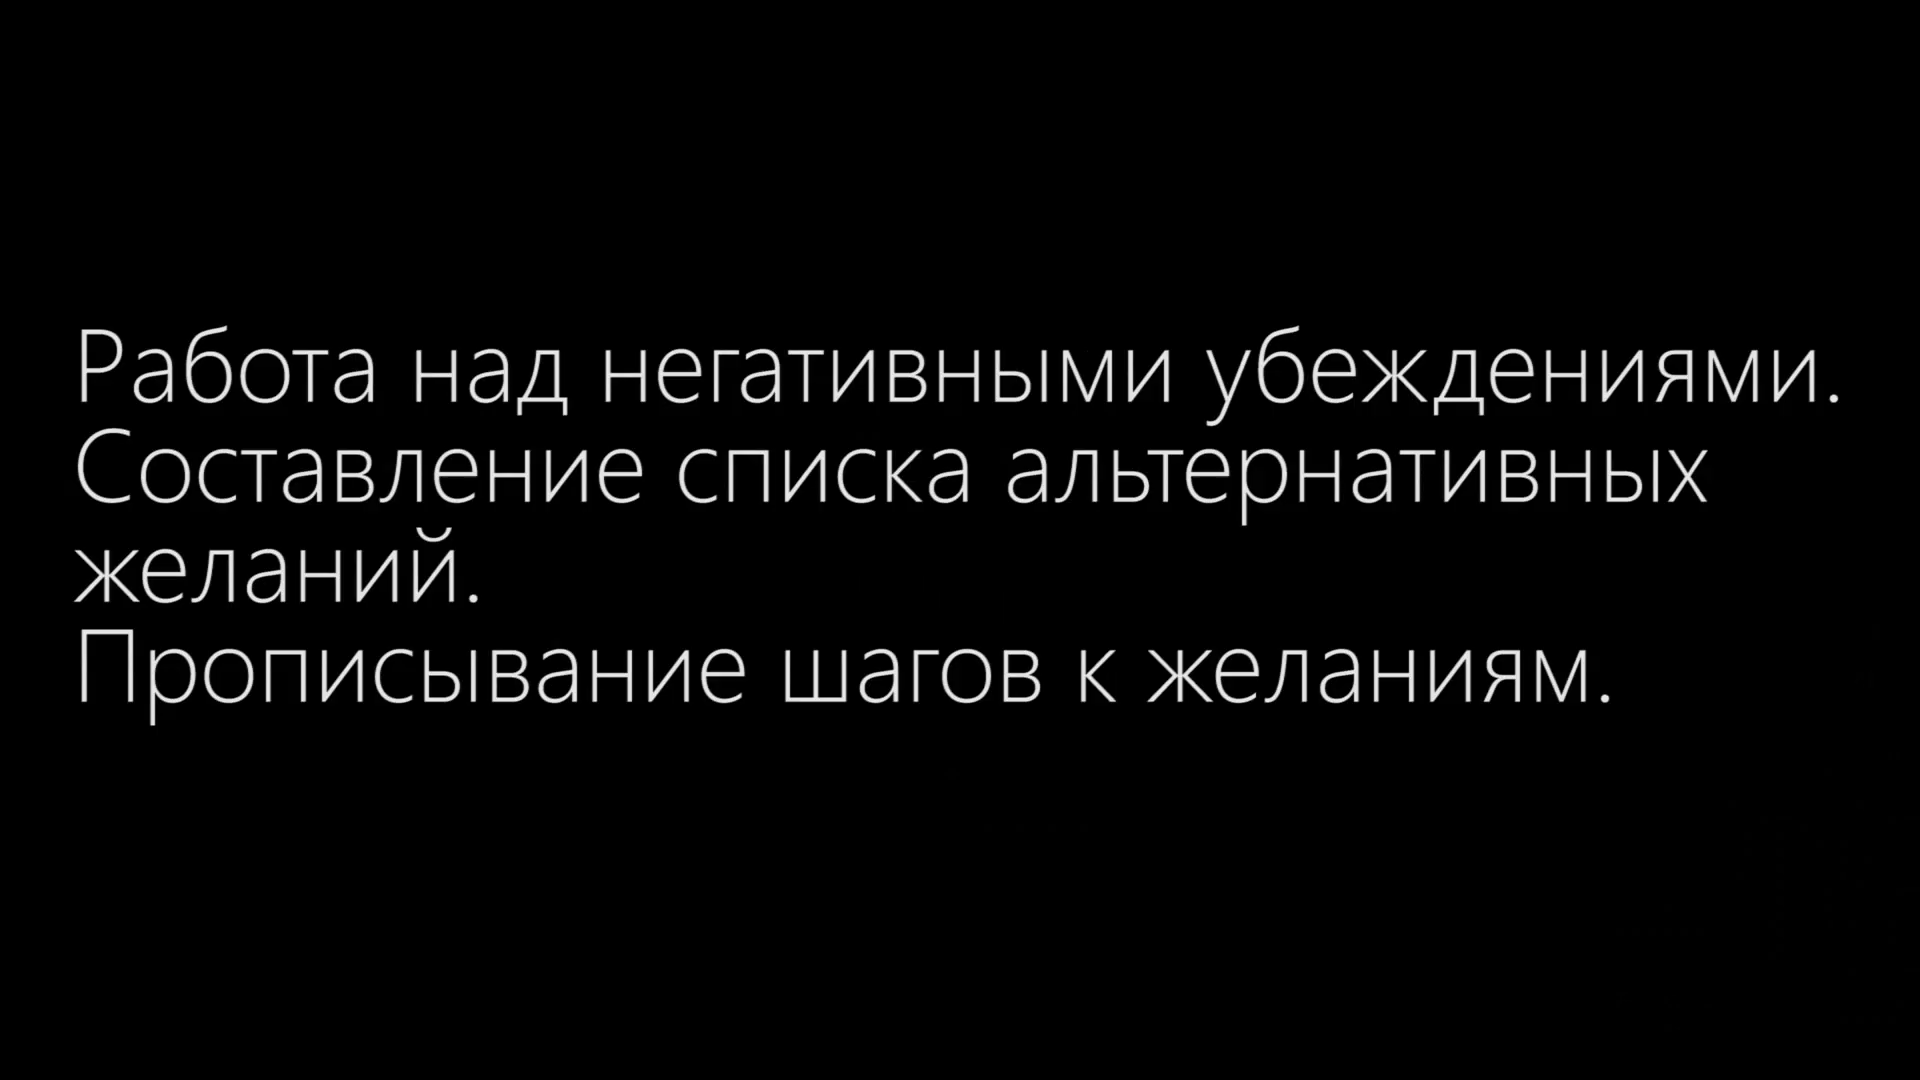 Работа над негативными убеждениями.
Составление списка альтернативных
желаний.
Прописывание шагов к желаниям.